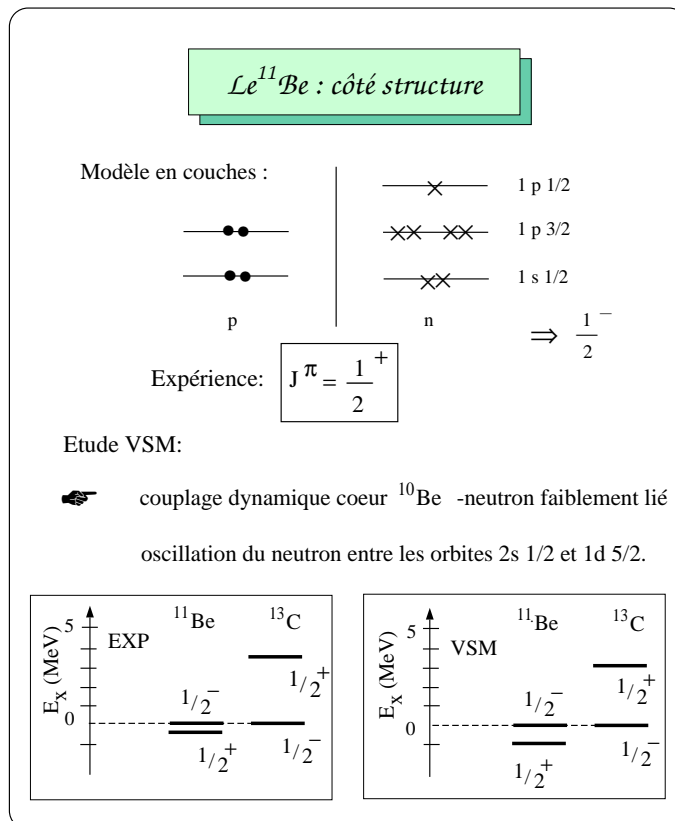 Le ¹¹Be : côté structure
Modèle en couches :
1 p 1/2
1 p 3/2
1 s 1/2
p
n
⇒ 1/2 ⁻
Expérience: J π = 1/2 ⁺
Etude VSM:
couplage dynamique coeur ¹⁰Be -neutron faiblement lié
oscillation du neutron entre les orbites 2s 1/2 et 1d 5/2.
E_X (MeV)
5
0
EXP
¹¹Be
¹³C
1/2⁺
1/2⁻
1/2⁺
1/2⁻
E_X (MeV)
5
0
VSM
¹¹Be
¹³C
1/2⁺
1/2⁻
1/2⁺
1/2⁻